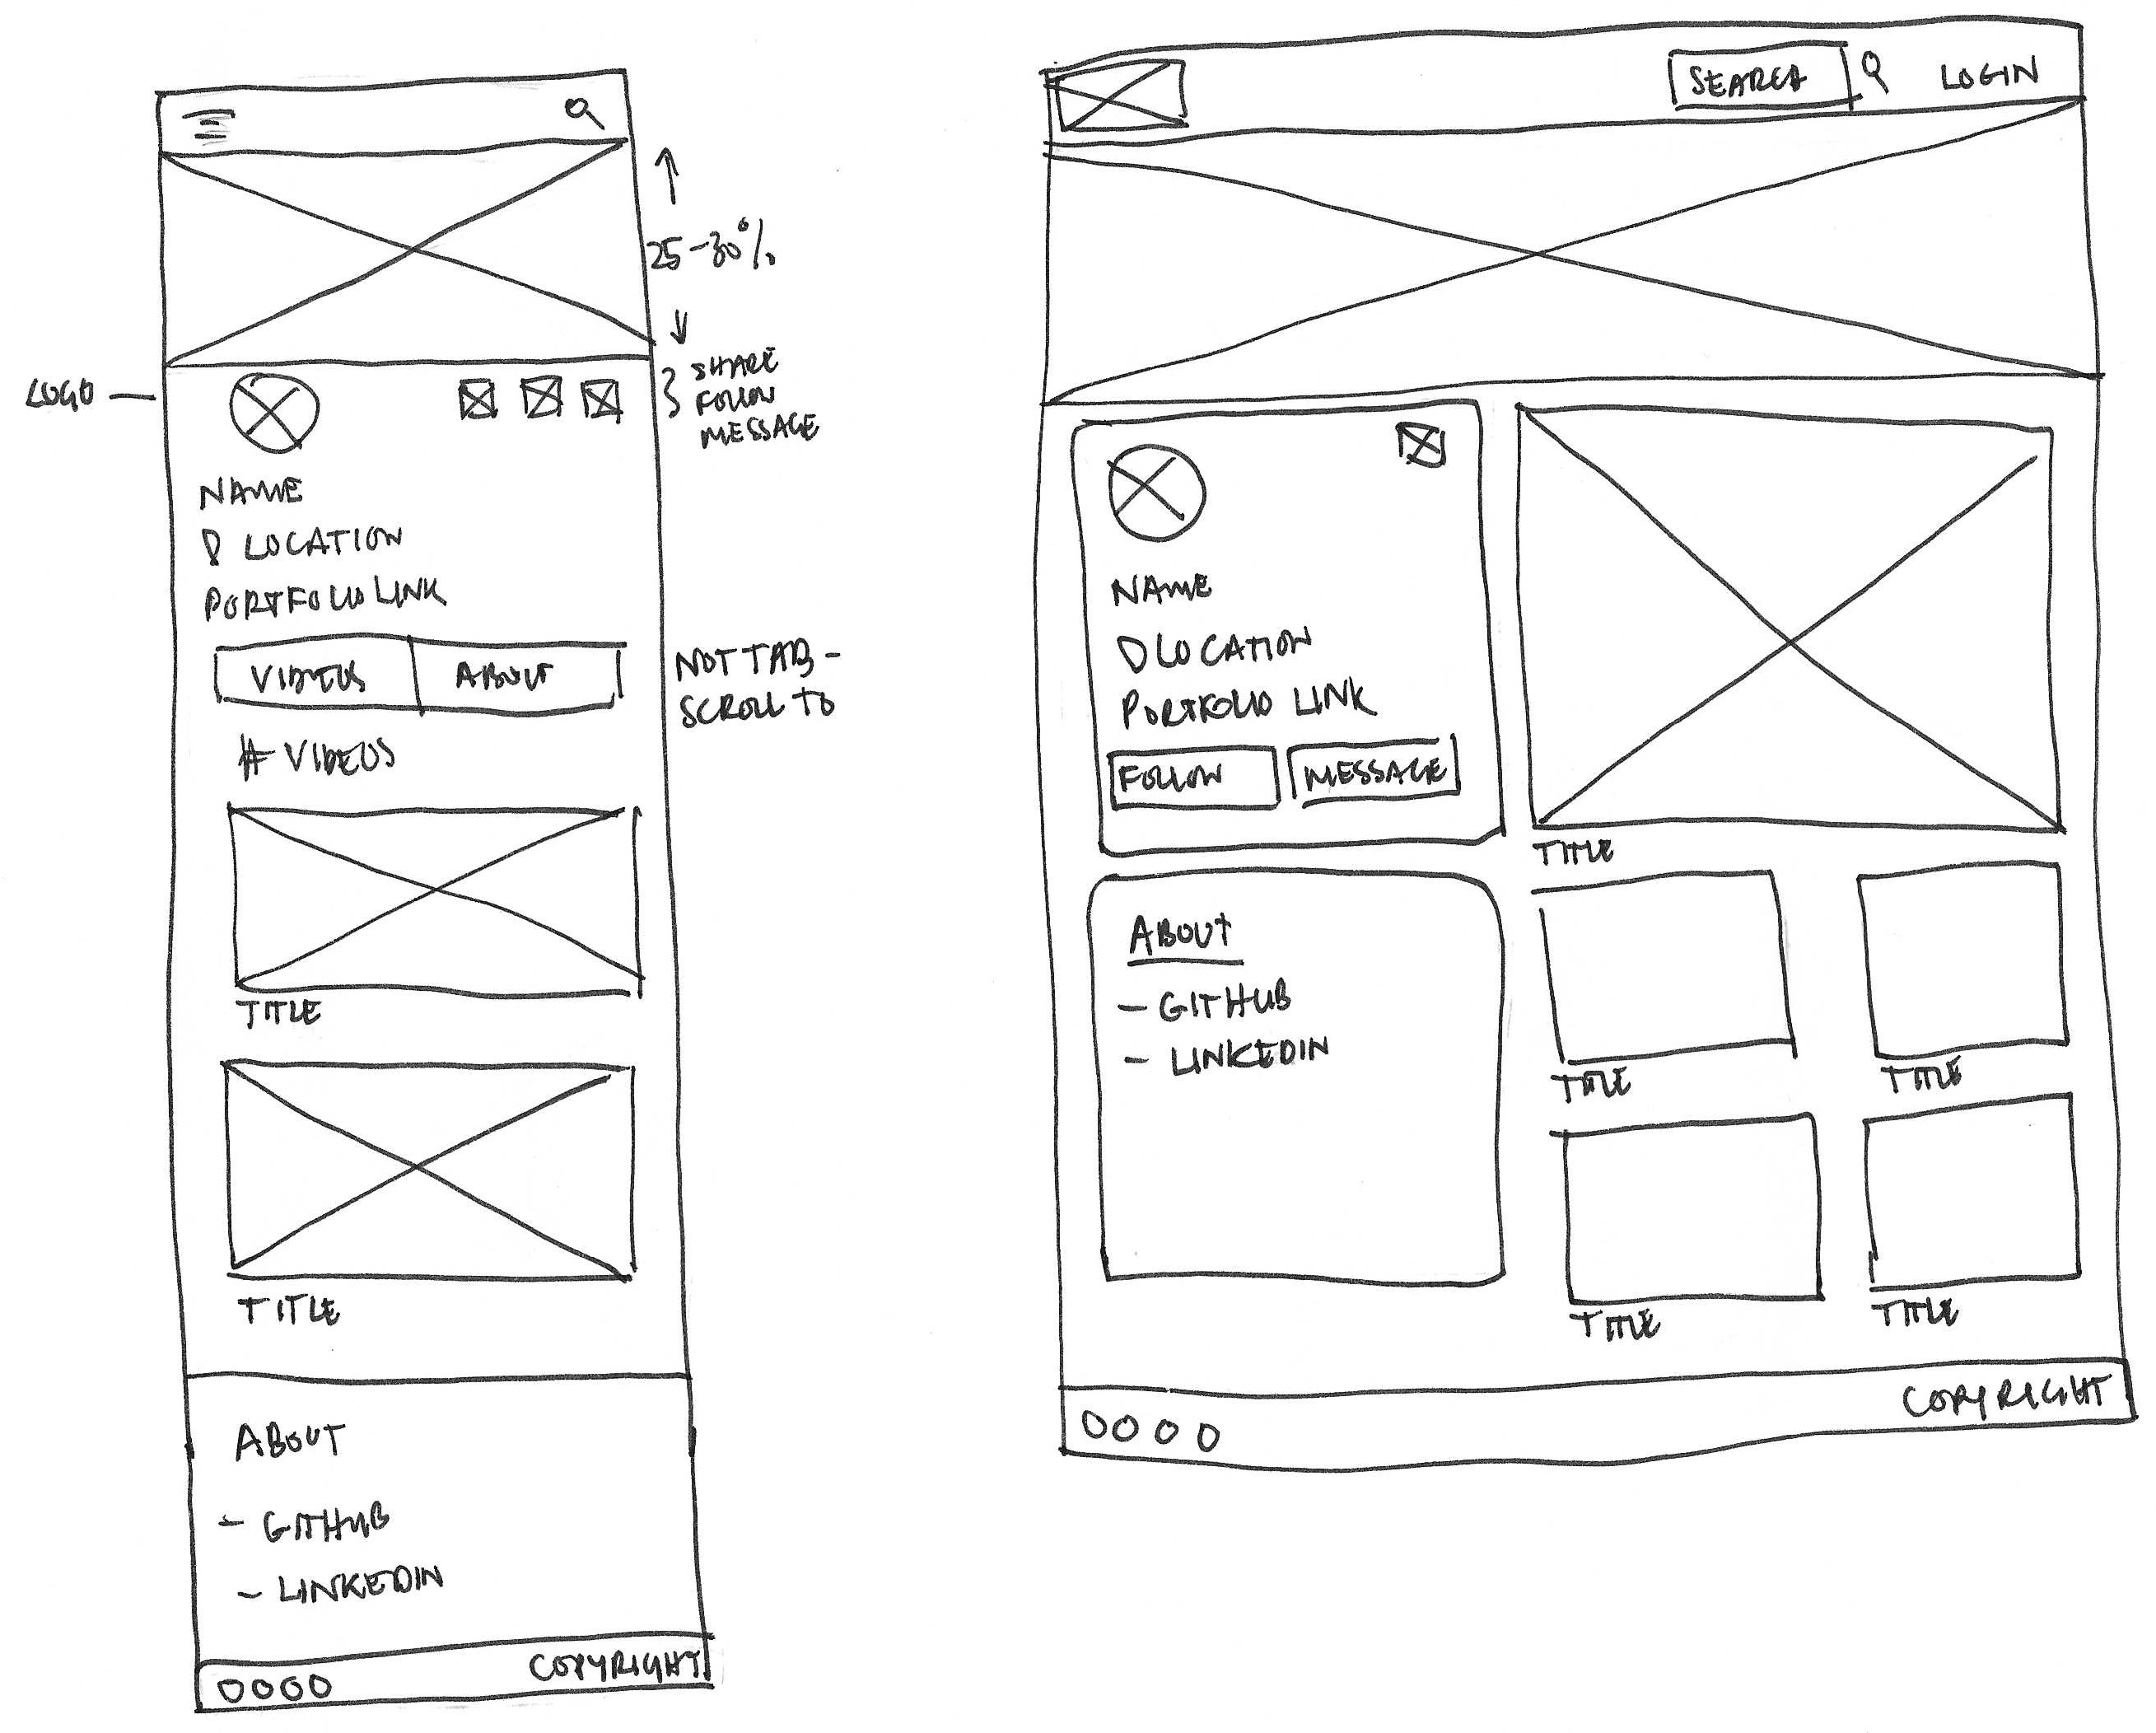 25-30%
LOGO
SHARE
FOLLOW
MESSAGE
NAME
LOCATION
PORTFOLIO LINK
VIDEOS
ABOUT
NOT TAB -
SCROLL TO
# VIDEOS
TITLE
TITLE
ABOUT
- GITHUB
- LINKEDIN
COPYRIGHT
SEARCH
LOGIN
NAME
LOCATION
PORTFOLIO LINK
FOLLOW
MESSAGE
TITLE
ABOUT
- GITHUB
- LINKEDIN
TITLE
TITLE
TITLE
TITLE
COPYRIGHT